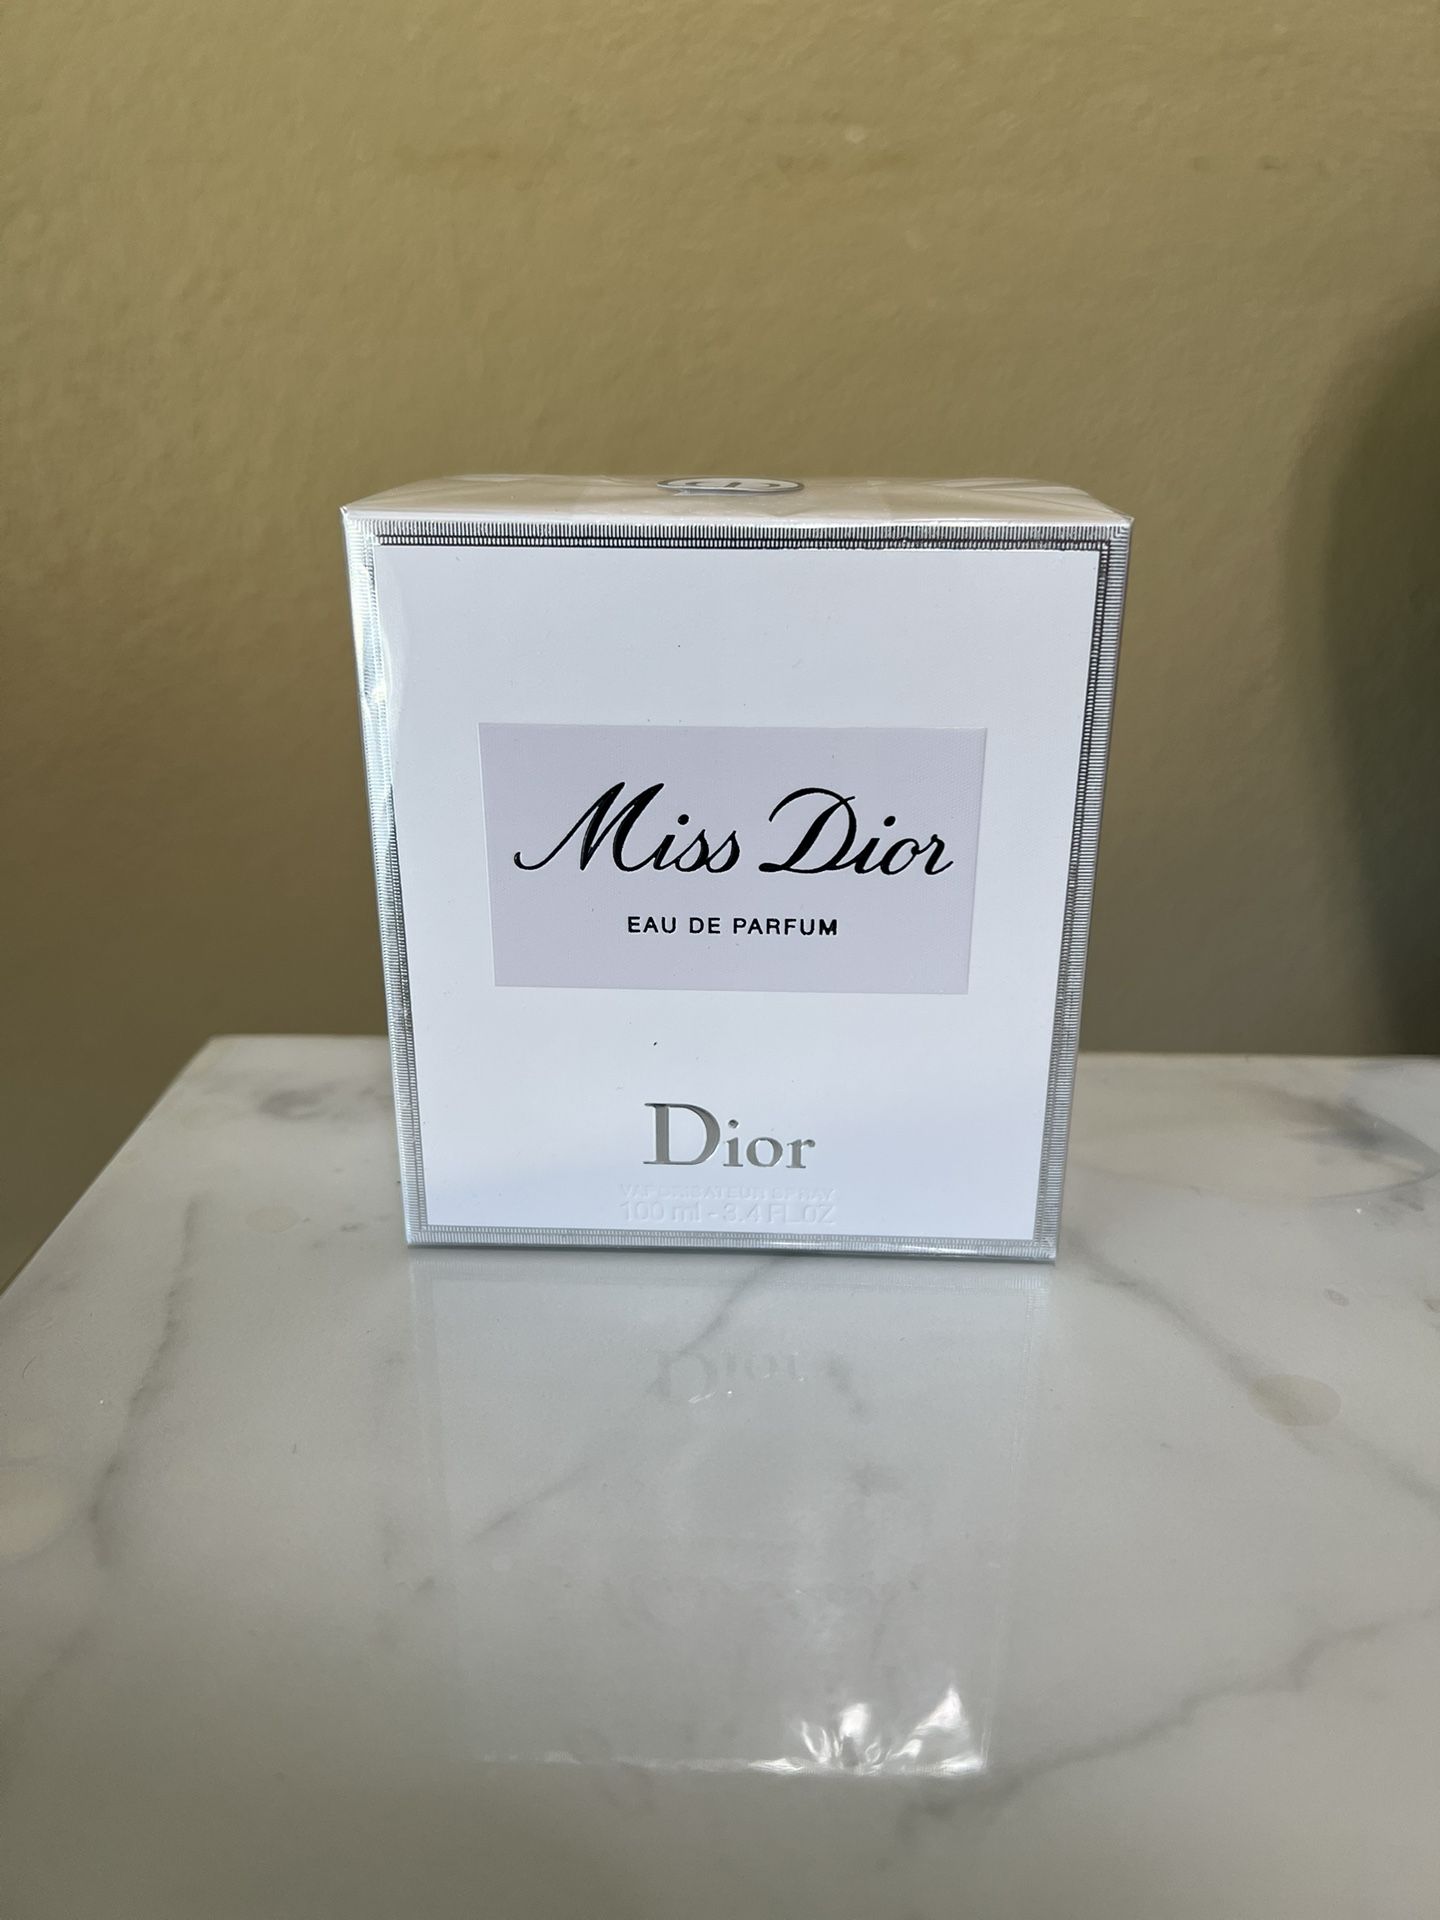 Miss Dior
EAU DE PARFUM
Dior
VAPORISATEUR SPRAY
100 ml - 3.4 FL.OZ